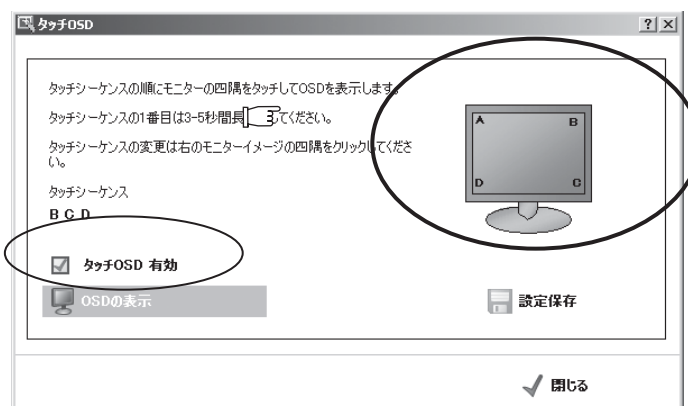 タッチOSD
タッチシーケンスの順にモニターの四隅をタッチしてOSDを表示します。
タッチシーケンスの1番目は3-5秒間長してください。
タッチシーケンスの変更は右のモニターイメージの四隅をクリックしてくださ
い。
タッチシーケンス
B C D
A B
D C
タッチOSD 有効
OSDの表示
設定保存
閉じる